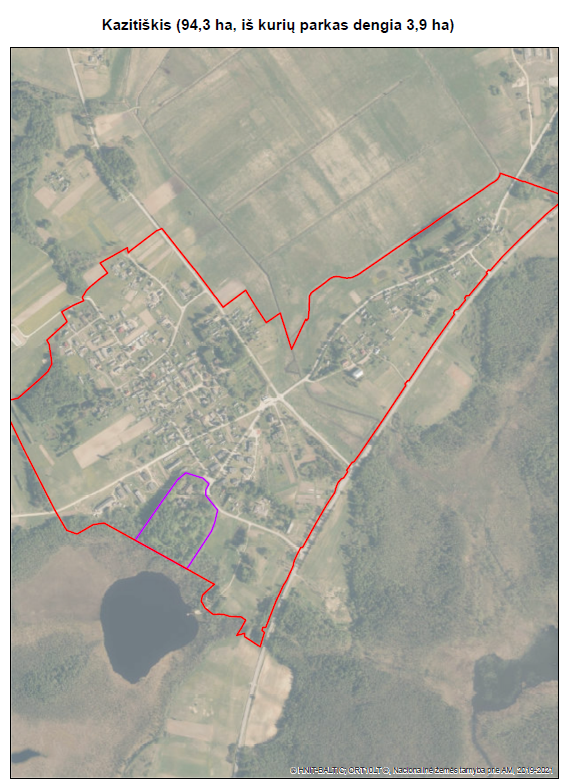 Kazitiškis (94,3 ha, iš kurių parkas dengia 3,9 ha)
© HNIT-BALTIC, ORT10LT ©, Nacionalinė žemės tarnyba prie AM, 2019-2021